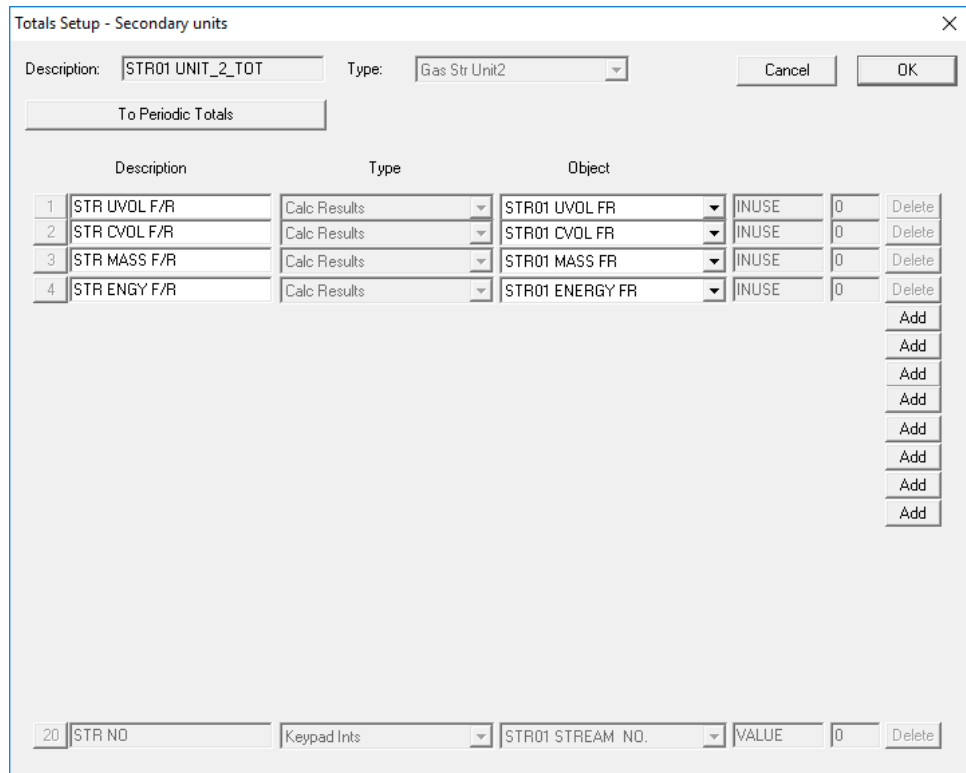 Totals Setup - Secondary units
Description: STR01 UNIT_2_TOT Type: Gas Str Unit2 Cancel OK
To Periodic Totals
Description Type Object
1 STR UVOL F/R Calc Results STR01 UVOL FR INUSE 0 Delete
2 STR CVOL F/R Calc Results STR01 CVOL FR INUSE 0 Delete
3 STR MASS F/R Calc Results STR01 MASS FR INUSE 0 Delete
4 STR ENGY F/R Calc Results STR01 ENERGY FR INUSE 0 Delete
Add
Add
Add
Add
Add
Add
Add
Add
20 STR NO Keypad Ints STR01 STREAM NO. VALUE 0 Delete